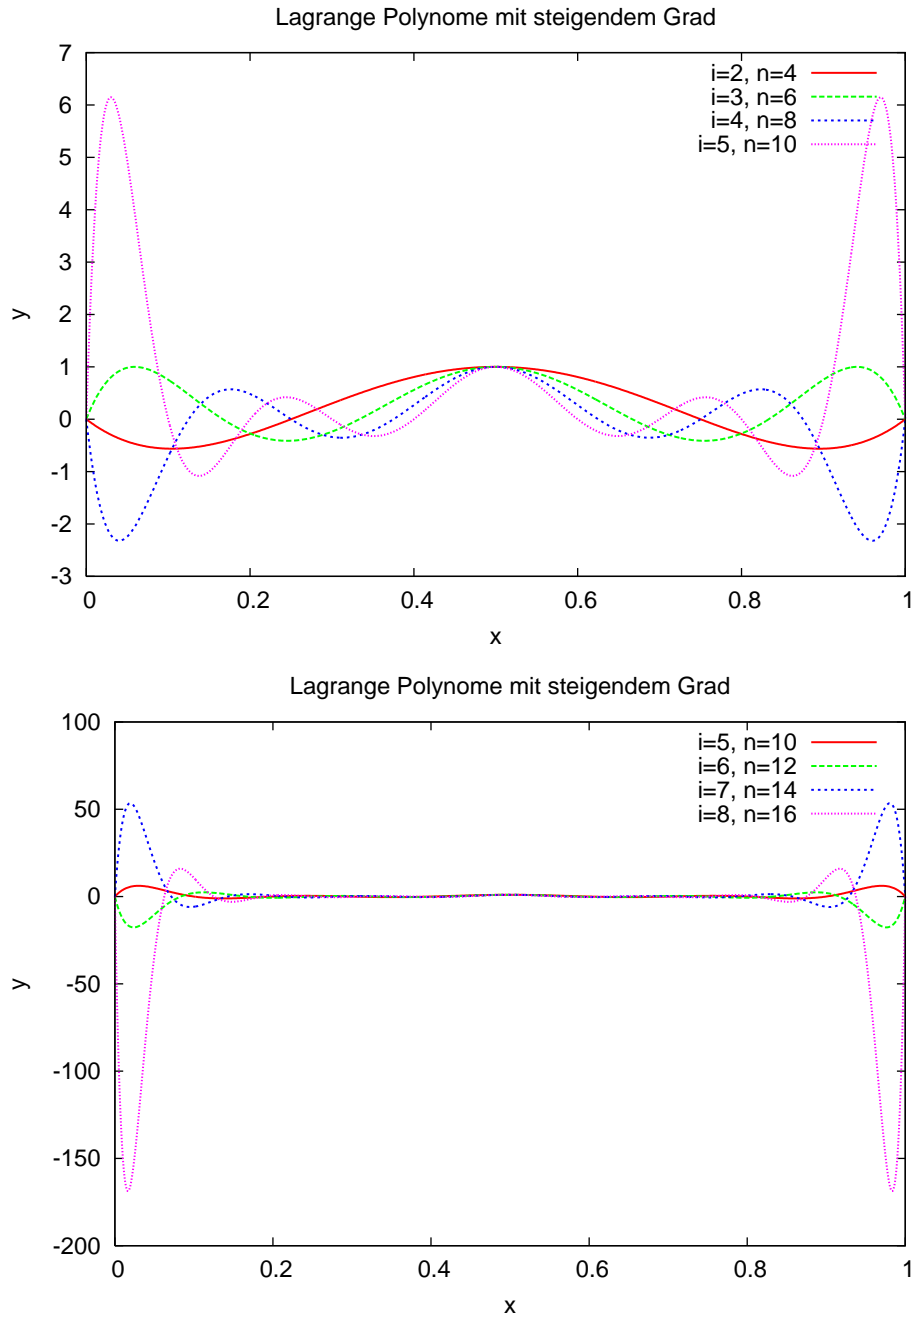 Lagrange Polynome mit steigendem Grad
7
6
5
4
3
2
1
0
-1
-2
-3
y
i=2, n=4
i=3, n=6
i=4, n=8
i=5, n=10
0 0.2 0.4 0.6 0.8 1
x
Lagrange Polynome mit steigendem Grad
100
50
0
-50
-100
-150
-200
y
i=5, n=10
i=6, n=12
i=7, n=14
i=8, n=16
0 0.2 0.4 0.6 0.8 1
x